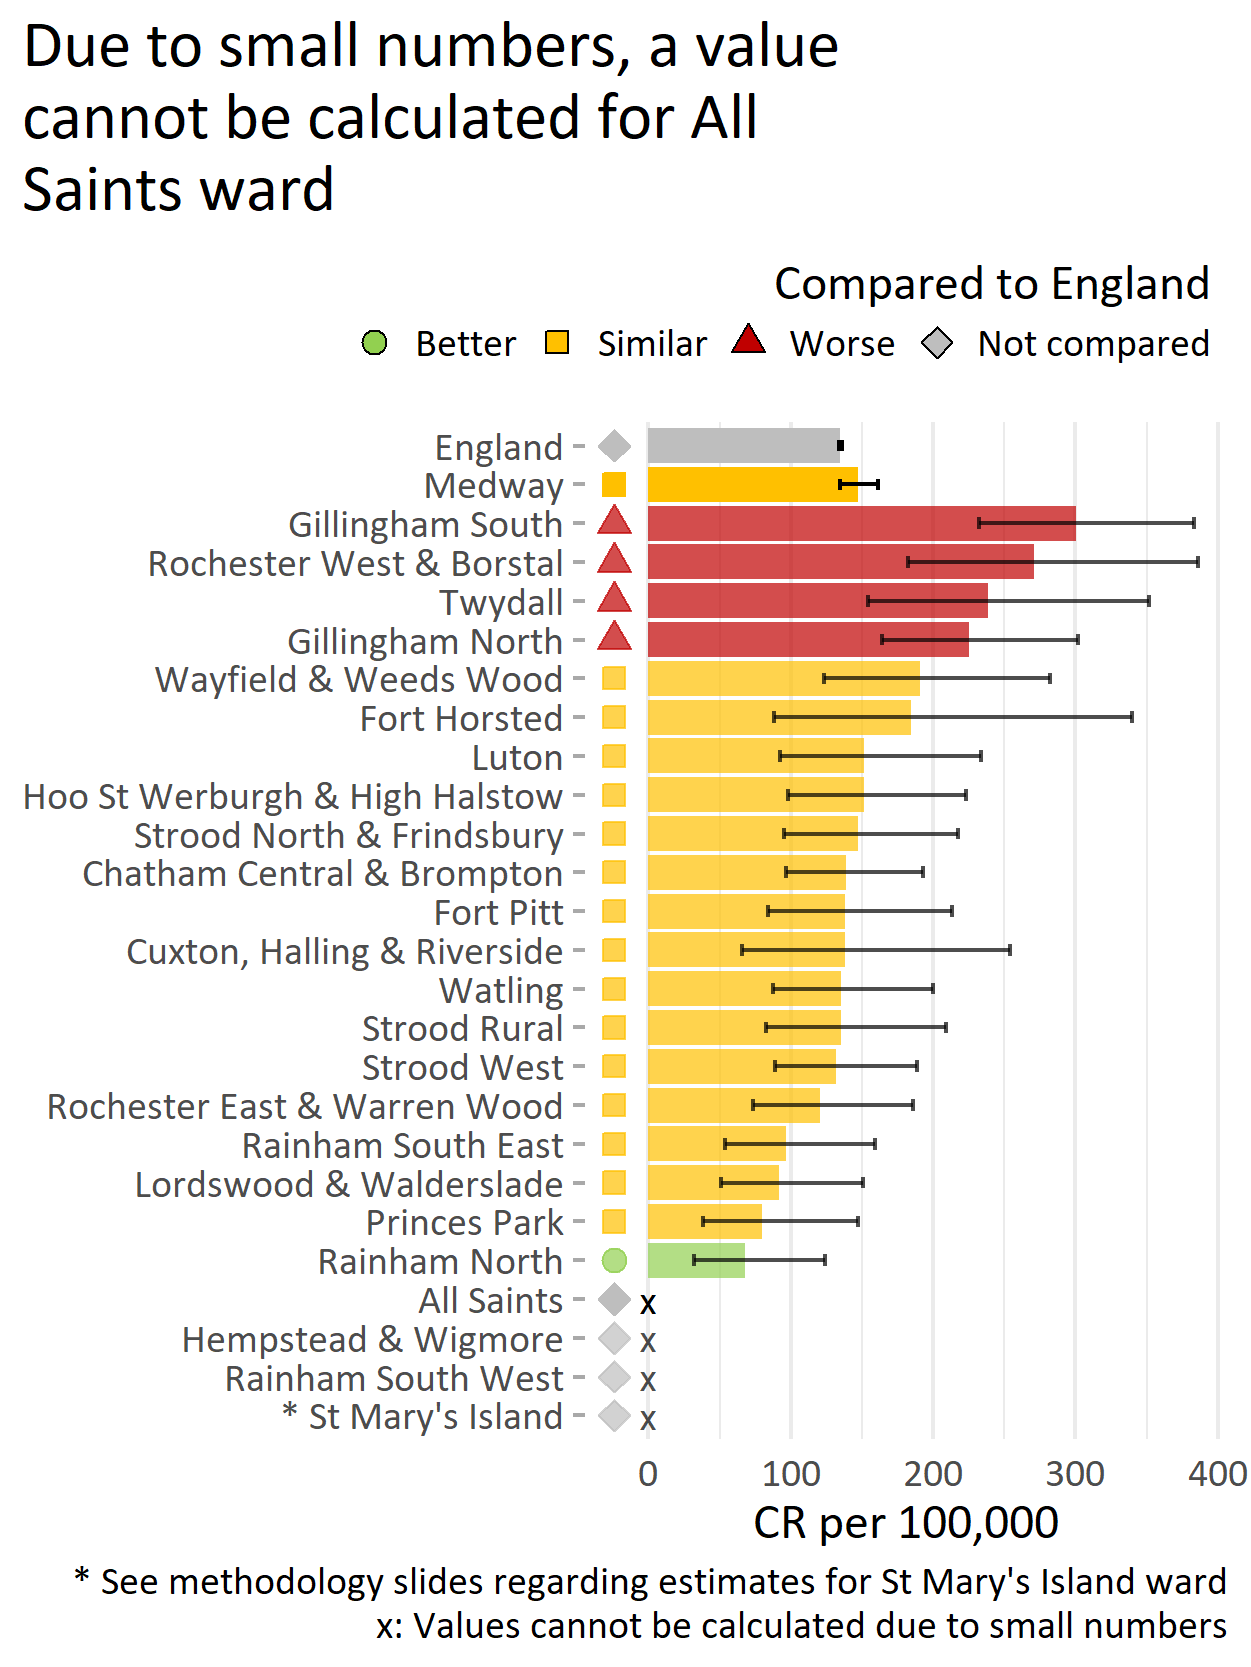 Due to small numbers, a value
cannot be calculated for All
Saints ward
Compared to England
Better
Similar
Worse
Not compared
England
Medway
Gillingham South
Rochester West & Borstal
Twydall
Gillingham North
Wayfield & Weeds Wood
Fort Horsted
Luton
Hoo St Werburgh & High Halstow
Strood North & Frindsbury
Chatham Central & Brompton
Fort Pitt
Cuxton, Halling & Riverside
Watling
Strood Rural
Strood West
Rochester East & Warren Wood
Rainham South East
Lordswood & Walderslade
Princes Park
Rainham North
All Saints x
Hempstead & Wigmore x
Rainham South West x
* St Mary's Island x
0 100 200 300 400
CR per 100,000
* See methodology slides regarding estimates for St Mary's Island ward
x: Values cannot be calculated due to small numbers